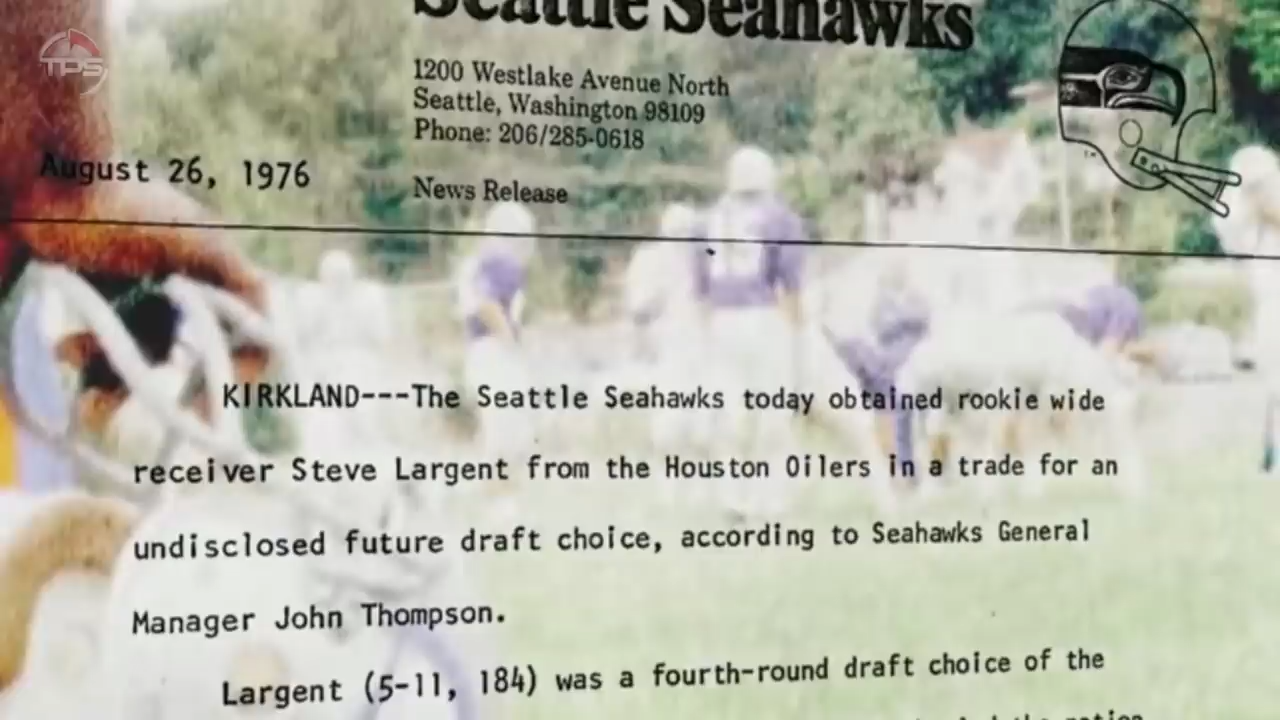 TPS
Seattle Seahawks
1200 Westlake Avenue North
Seattle, Washington 98109
Phone: 206/285-0618
August 26, 1976
News Release
KIRKLAND---The Seattle Seahawks today obtained rookie wide
receiver Steve Largent from the Houston Oilers in a trade for an
undisclosed future draft choice, according to Seahawks General
Manager John Thompson.
Largent (5-11, 184) was a fourth-round draft choice of the